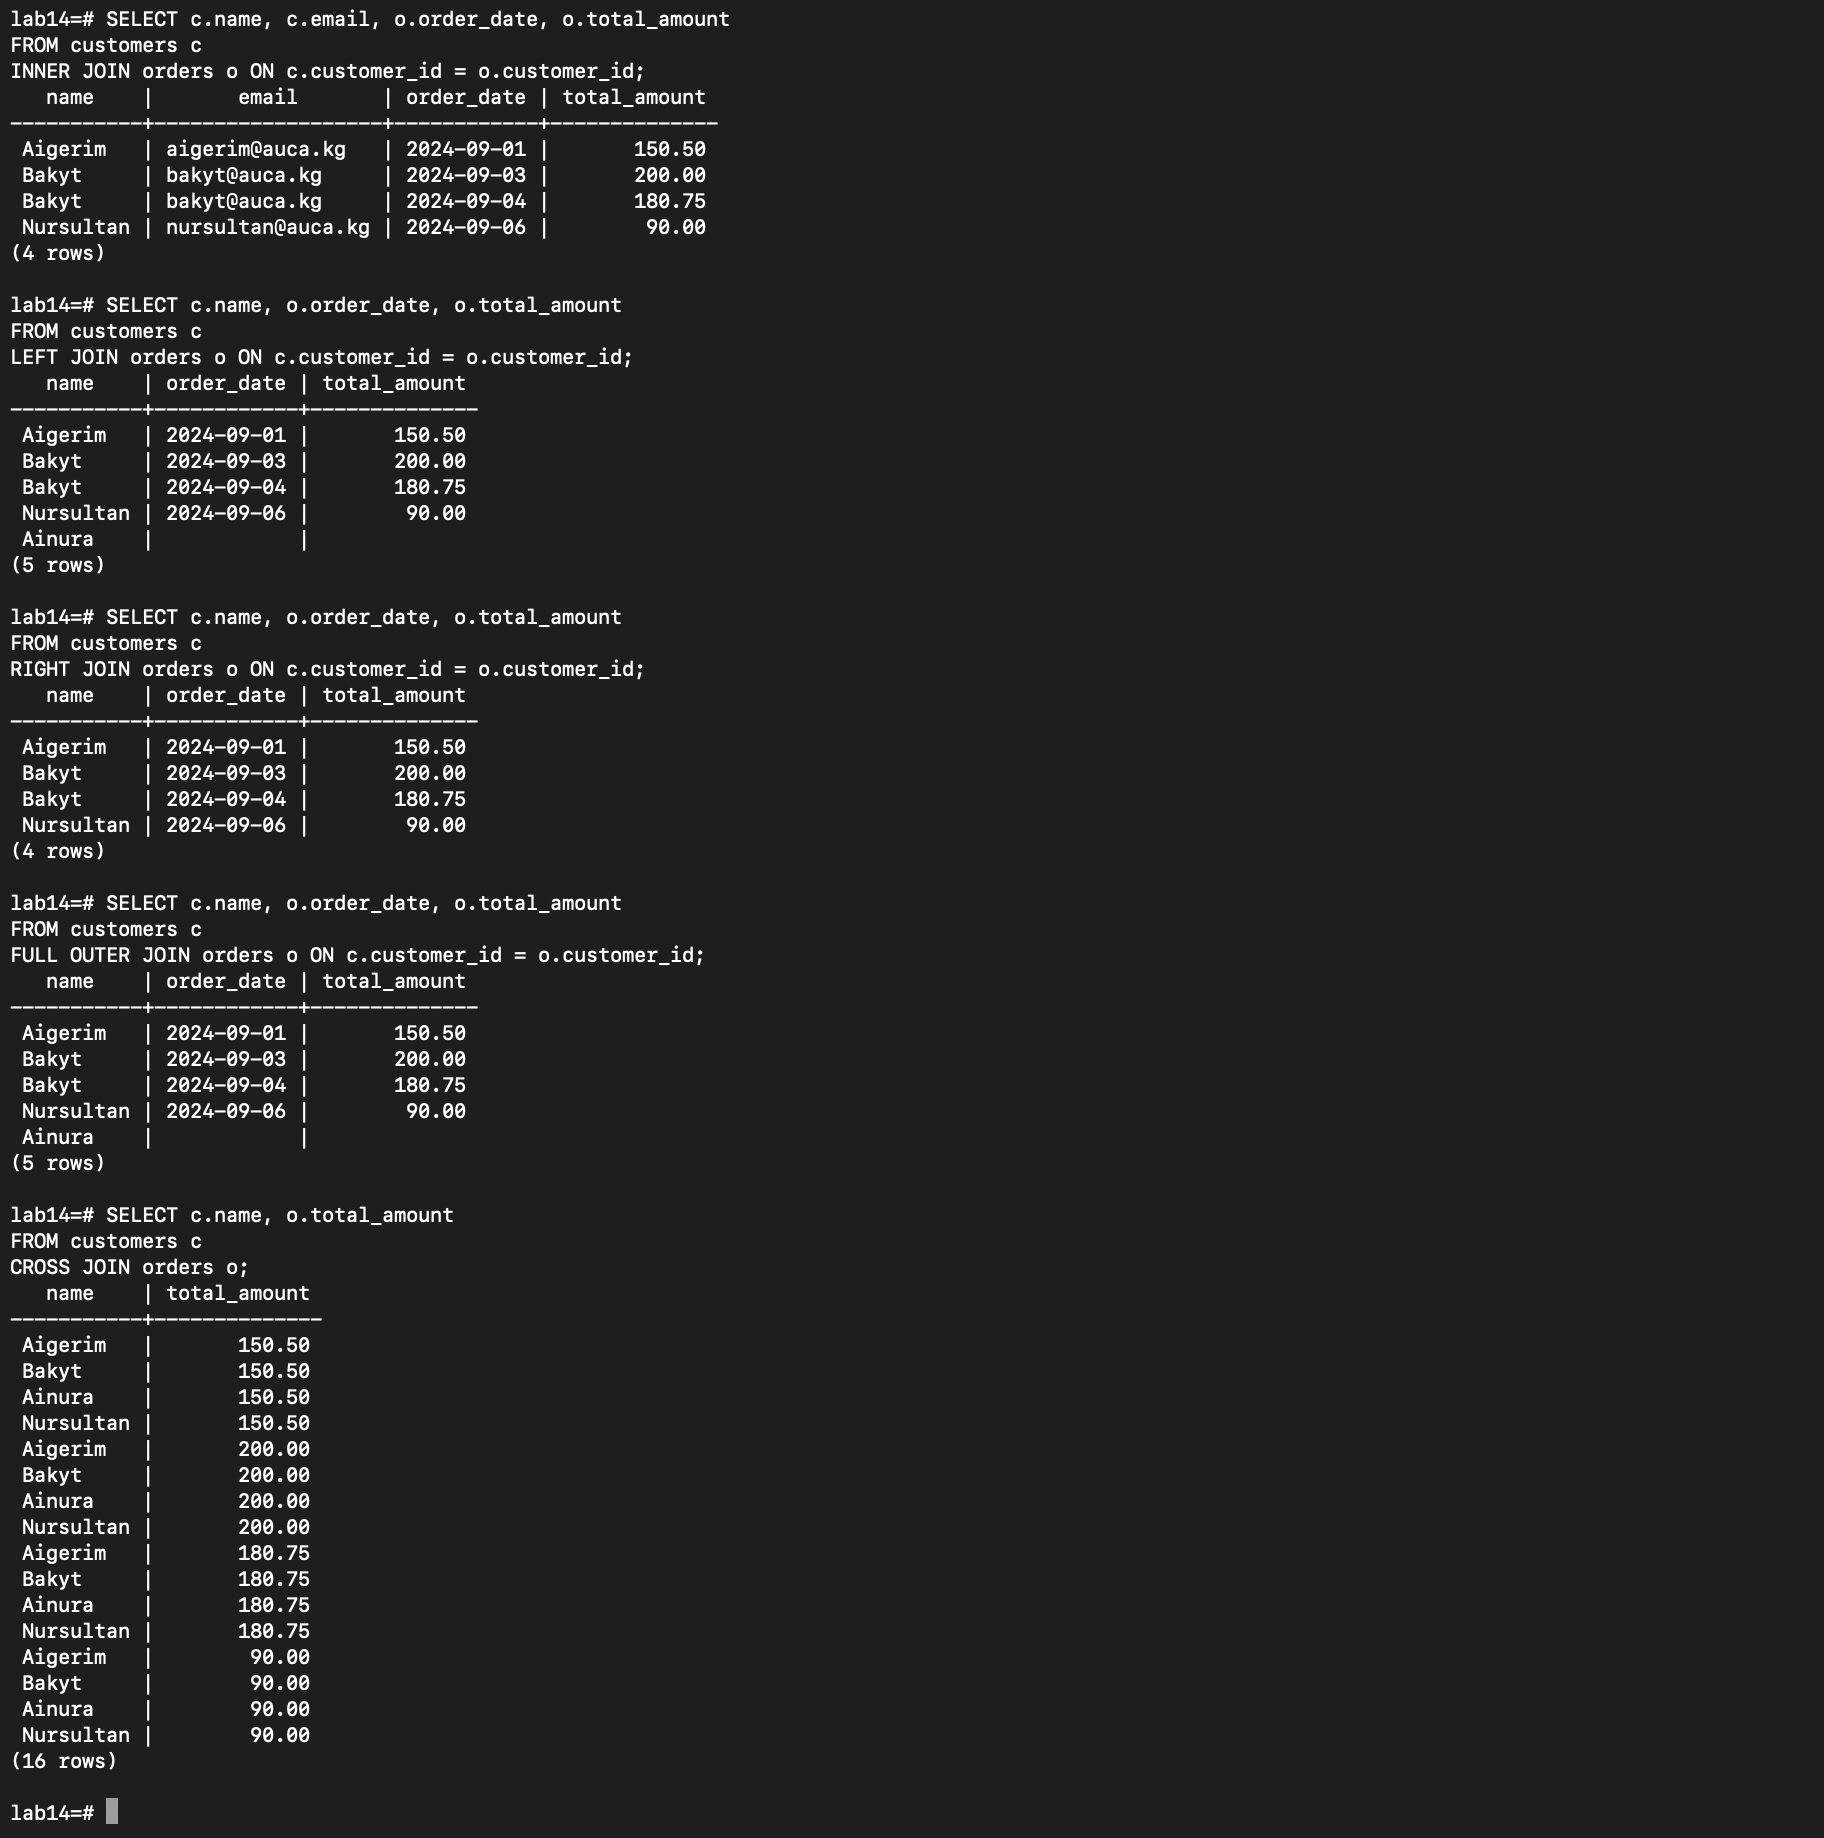 lab14=# SELECT c.name, c.email, o.order_date, o.total_amount
FROM customers c
INNER JOIN orders o ON c.customer_id = o.customer_id;
   name    |       email       | order_date | total_amount
-----------+-------------------+------------+--------------
 Aigerim   | aigerim@auca.kg   | 2024-09-01 |       150.50
 Bakyt     | bakyt@auca.kg     | 2024-09-03 |       200.00
 Bakyt     | bakyt@auca.kg     | 2024-09-04 |       180.75
 Nursultan | nursultan@auca.kg | 2024-09-06 |        90.00
(4 rows)

lab14=# SELECT c.name, o.order_date, o.total_amount
FROM customers c
LEFT JOIN orders o ON c.customer_id = o.customer_id;
   name    | order_date | total_amount
-----------+------------+--------------
 Aigerim   | 2024-09-01 |       150.50
 Bakyt     | 2024-09-03 |       200.00
 Bakyt     | 2024-09-04 |       180.75
 Nursultan | 2024-09-06 |        90.00
 Ainura    |            |
(5 rows)

lab14=# SELECT c.name, o.order_date, o.total_amount
FROM customers c
RIGHT JOIN orders o ON c.customer_id = o.customer_id;
   name    | order_date | total_amount
-----------+------------+--------------
 Aigerim   | 2024-09-01 |       150.50
 Bakyt     | 2024-09-03 |       200.00
 Bakyt     | 2024-09-04 |       180.75
 Nursultan | 2024-09-06 |        90.00
(4 rows)

lab14=# SELECT c.name, o.order_date, o.total_amount
FROM customers c
FULL OUTER JOIN orders o ON c.customer_id = o.customer_id;
   name    | order_date | total_amount
-----------+------------+--------------
 Aigerim   | 2024-09-01 |       150.50
 Bakyt     | 2024-09-03 |       200.00
 Bakyt     | 2024-09-04 |       180.75
 Nursultan | 2024-09-06 |        90.00
 Ainura    |            |
(5 rows)

lab14=# SELECT c.name, o.total_amount
FROM customers c
CROSS JOIN orders o;
   name    | total_amount
-----------+--------------
 Aigerim   |       150.50
 Bakyt     |       150.50
 Ainura    |       150.50
 Nursultan |       150.50
 Aigerim   |       200.00
 Bakyt     |       200.00
 Ainura    |       200.00
 Nursultan |       200.00
 Aigerim   |       180.75
 Bakyt     |       180.75
 Ainura    |       180.75
 Nursultan |       180.75
 Aigerim   |        90.00
 Bakyt     |        90.00
 Ainura    |        90.00
 Nursultan |        90.00
(16 rows)

lab14=#